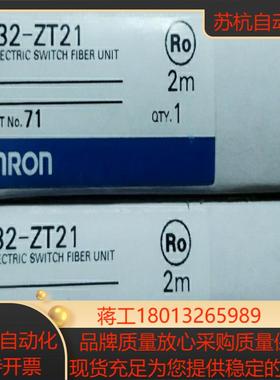 苏杭自动
32-ZT21
ELECTRIC SWITCH FIBER UNIT
Ro
2m
T No. 71
QTY. 1
MRON
32-ZT21
ELECTRIC SWITCH FIBER UNIT
Ro
2m
蒋工18013265989
自动化
品牌质量放心采购质量保
开票
现货充足为您提供稳定的